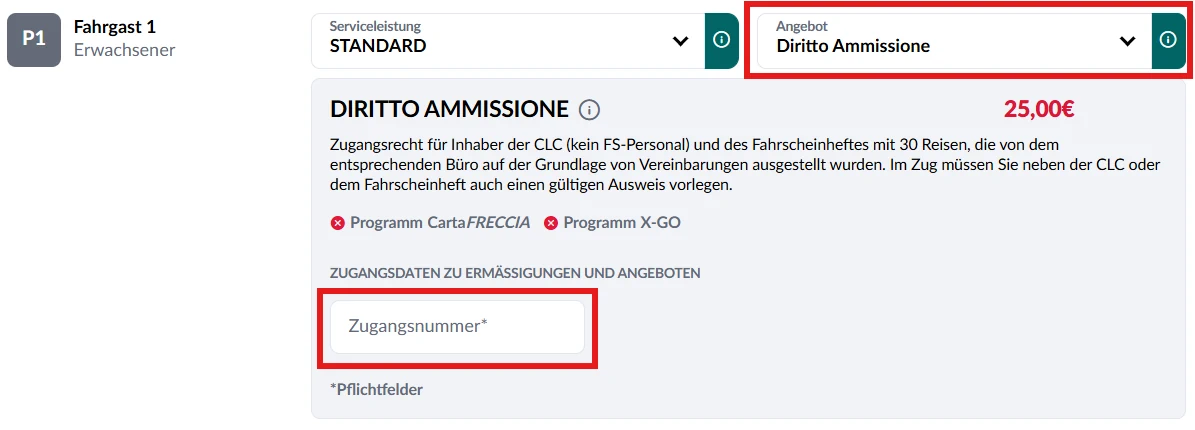 P1
Fahrgast 1
Erwachsener
Serviceleistung
STANDARD
Angebot
Diritto Ammissione
DIRITTO AMMISSIONE
25,00€
Zugangsrecht für Inhaber der CLC (kein FS-Personal) und des Fahrscheinheftes mit 30 Reisen, die von dem
entsprechenden Büro auf der Grundlage von Vereinbarungen ausgestellt wurden. Im Zug müssen Sie neben der CLC oder
dem Fahrscheinheft auch einen gültigen Ausweis vorlegen.
Programm CartaFRECCIA Programm X-GO
ZUGANGSDATEN ZU ERMÄSSIGUNGEN UND ANGEBOTEN
Zugangsnummer*
*Pflichtfelder